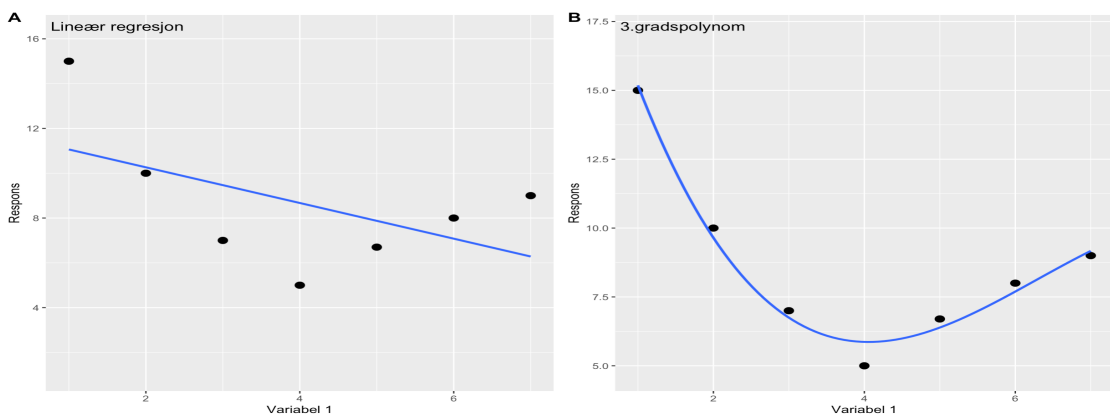 A
Lineær regresjon
16
12
8
4
Respons
2
4
6
Variabel 1
B
3.gradspolynom
17.5
15.0
12.5
10.0
7.5
5.0
Respons
2
4
6
Variabel 1